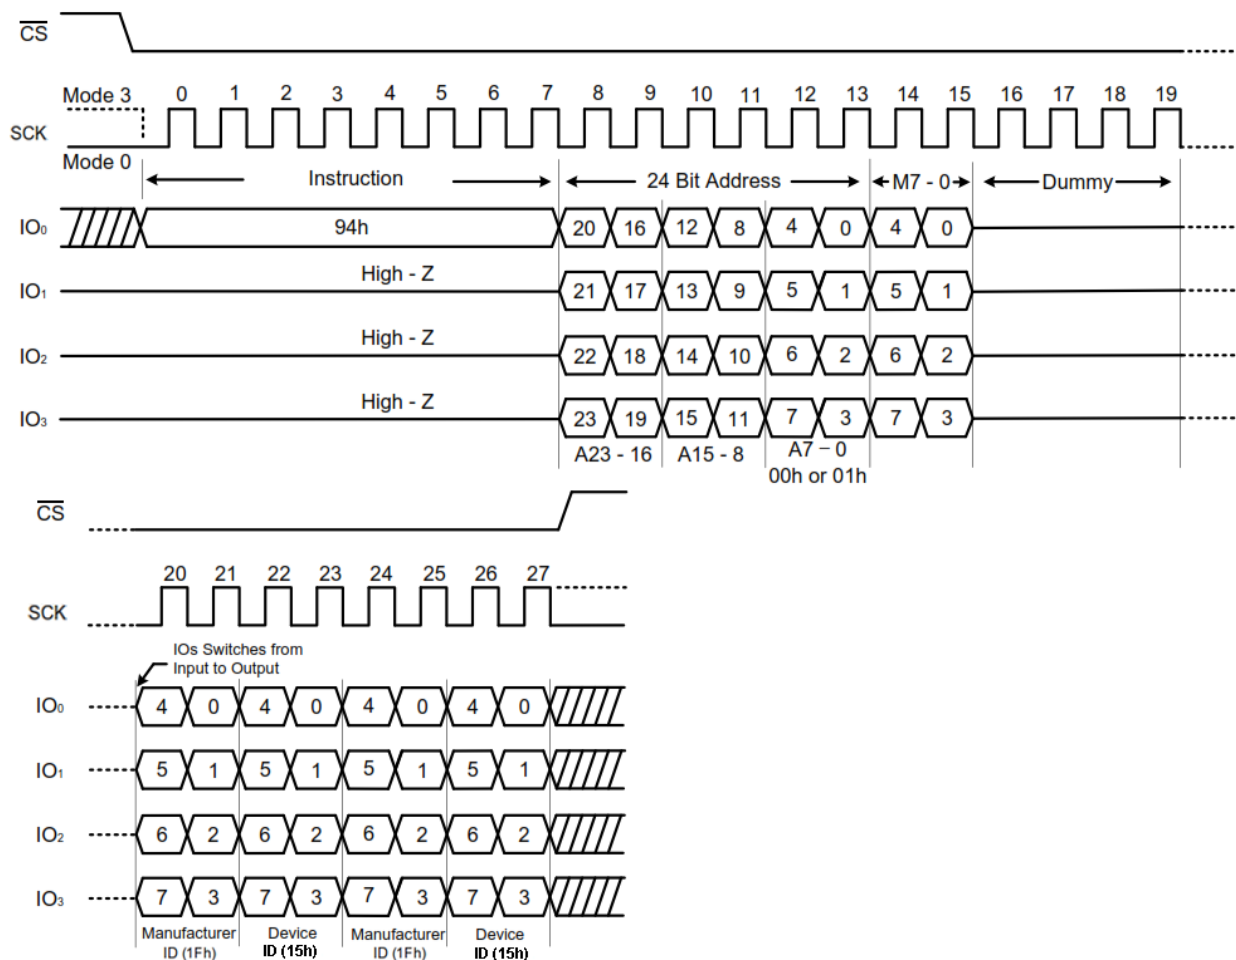 CS
Mode 3 0 1 2 3 4 5 6 7 8 9 10 11 12 13 14 15 16 17 18 19
SCK
Mode 0
Instruction 24 Bit Address M7 - 0 Dummy
IO0 94h 20 16 12 8 4 0 4 0
High - Z
IO1 21 17 13 9 5 1 5 1
High - Z
IO2 22 18 14 10 6 2 6 2
High - Z
IO3 23 19 15 11 7 3 7 3
A23 - 16 A15 - 8 A7 - 0
00h or 01h
CS
20 21 22 23 24 25 26 27
SCK
IOs Switches from
Input to Output
IO0 4 0 4 0 4 0 4 0
IO1 5 1 5 1 5 1 5 1
IO2 6 2 6 2 6 2 6 2
IO3 7 3 7 3 7 3 7 3
Manufacturer Device Manufacturer Device
ID (1Fh) ID (15h) ID (1Fh) ID (15h)